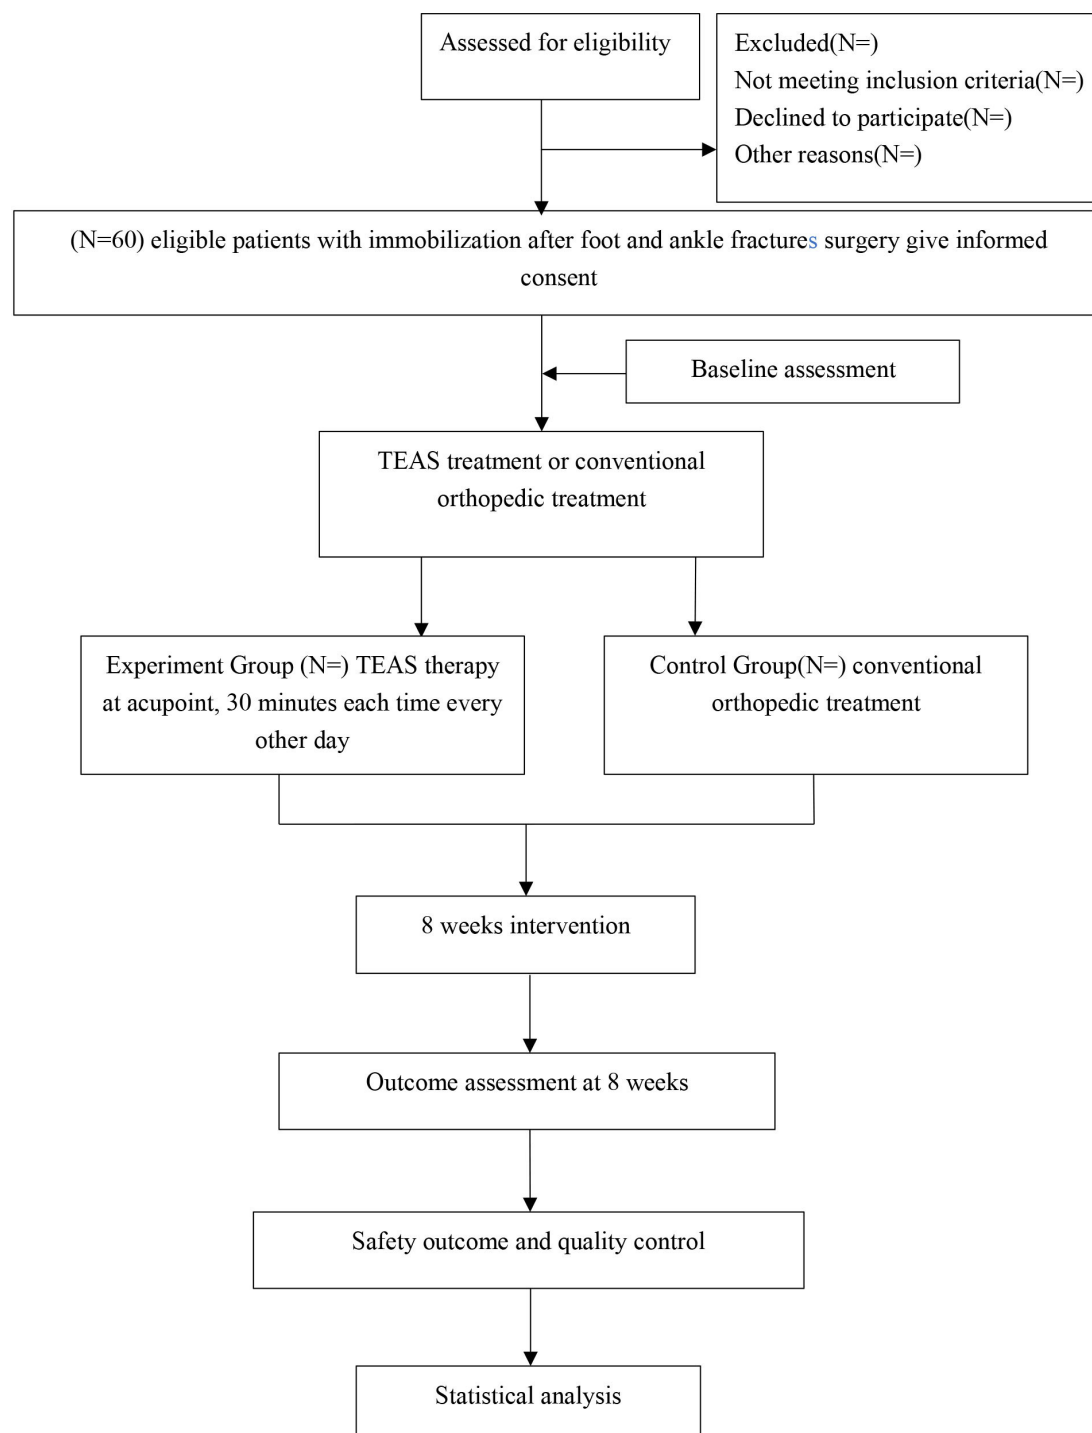 Assessed for eligibility
Excluded(N=)
Not meeting inclusion criteria(N=)
Declined to participate(N=)
Other reasons(N=)
(N=60) eligible patients with immobilization after foot and ankle fractures surgery give informed
consent
Baseline assessment
TEAS treatment or conventional
orthopedic treatment
Experiment Group (N=) TEAS therapy
at acupoint, 30 minutes each time every
other day
Control Group(N=) conventional
orthopedic treatment
8 weeks intervention
Outcome assessment at 8 weeks
Safety outcome and quality control
Statistical analysis